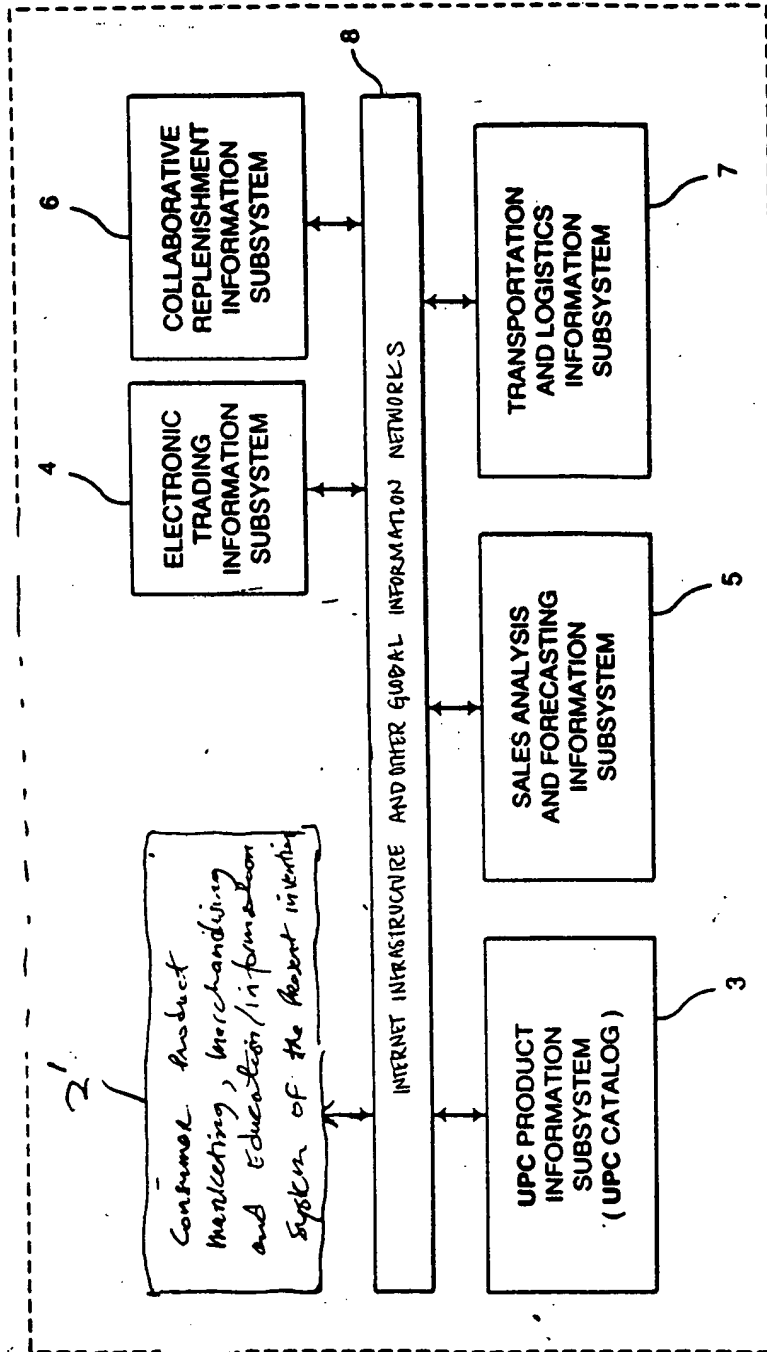 2'
Consumer Product
Marketing, Merchandising
and Education/Information
System of the Present invention
4
ELECTRONIC
TRADING
INFORMATION
SUBSYSTEM
6
COLLABORATIVE
REPLENISHMENT
INFORMATION
SUBSYSTEM
8
INTERNET INFRASTRUCTURE AND OTHER GLOBAL INFORMATION NETWORKS
UPC PRODUCT
INFORMATION
SUBSYSTEM
(UPC CATALOG)
3
SALES ANALYSIS
AND FORECASTING
INFORMATION
SUBSYSTEM
5
TRANSPORTATION
AND LOGISTICS
INFORMATION
SUBSYSTEM
7